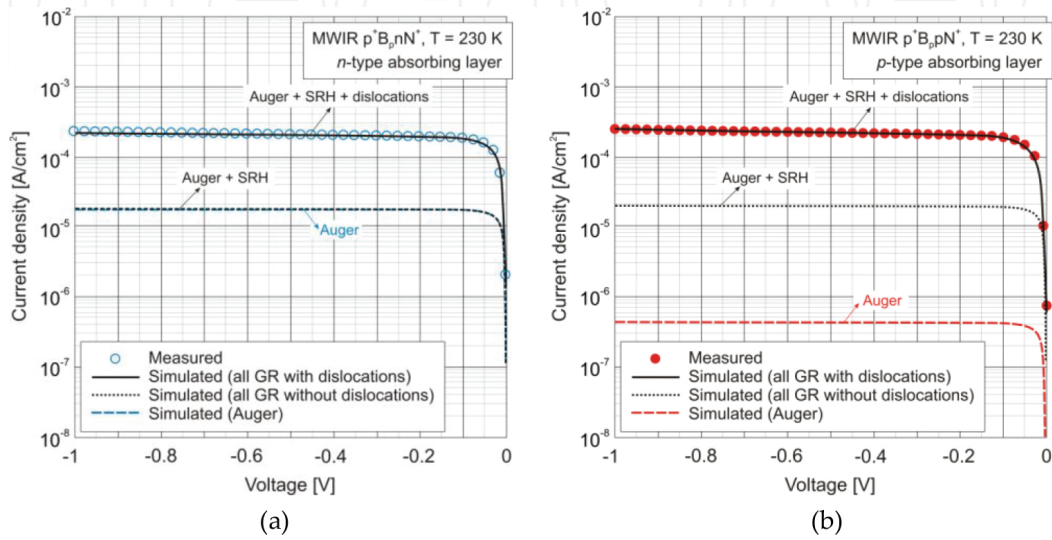 MWIR p⁺BₚnN⁺, T = 230 K
n-type absorbing layer
Auger + SRH + dislocations
Auger + SRH
Auger
Measured
Simulated (all GR with dislocations)
Simulated (all GR without dislocations)
Simulated (Auger)
Current density [A/cm²]
10⁻²
10⁻³
10⁻⁴
10⁻⁵
10⁻⁶
10⁻⁷
10⁻⁸
-1 -0.8 -0.6 -0.4 -0.2 0
Voltage [V]
(a)
MWIR p⁺BₚpN⁺, T = 230 K
p-type absorbing layer
Auger + SRH + dislocations
Auger + SRH
Auger
Measured
Simulated (all GR with dislocations)
Simulated (all GR without dislocations)
Simulated (Auger)
Current density [A/cm²]
10⁻²
10⁻³
10⁻⁴
10⁻⁵
10⁻⁶
10⁻⁷
10⁻⁸
-1 -0.8 -0.6 -0.4 -0.2 0
Voltage [V]
(b)